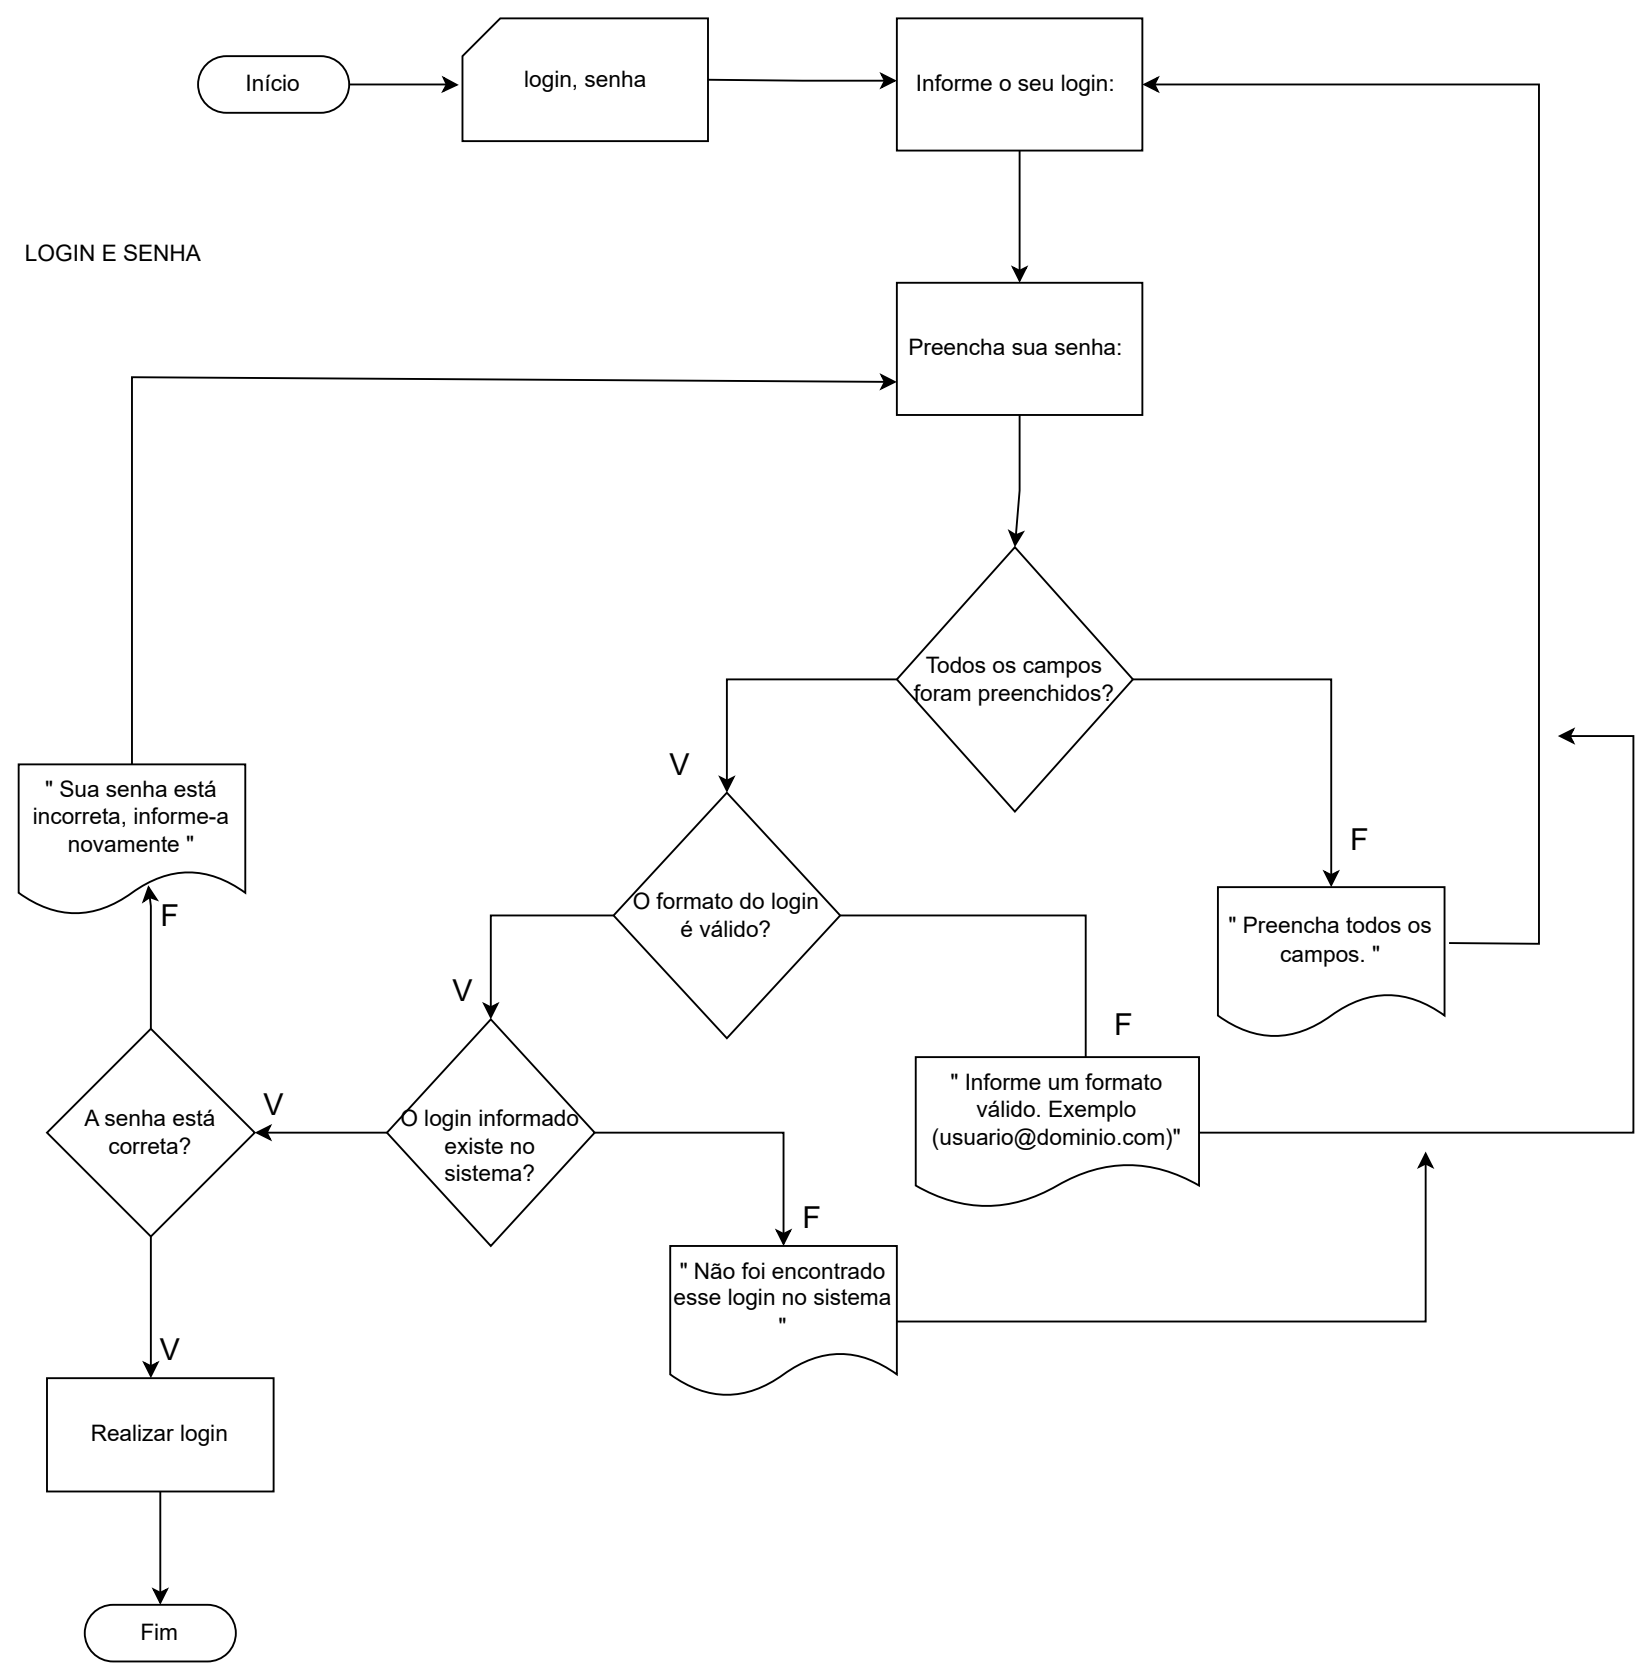 Início
login, senha
Informe o seu login:
LOGIN E SENHA
Preencha sua senha:
Todos os campos
foram preenchidos?
V
F
" Sua senha está
incorreta, informe-a
novamente "
F
O formato do login
é válido?
" Preencha todos os
campos. "
V
F
" Informe um formato
válido. Exemplo
(usuario@dominio.com)"
A senha está
correta?
V
O login informado
existe no
sistema?
F
" Não foi encontrado
esse login no sistema
"
V
Realizar login
Fim